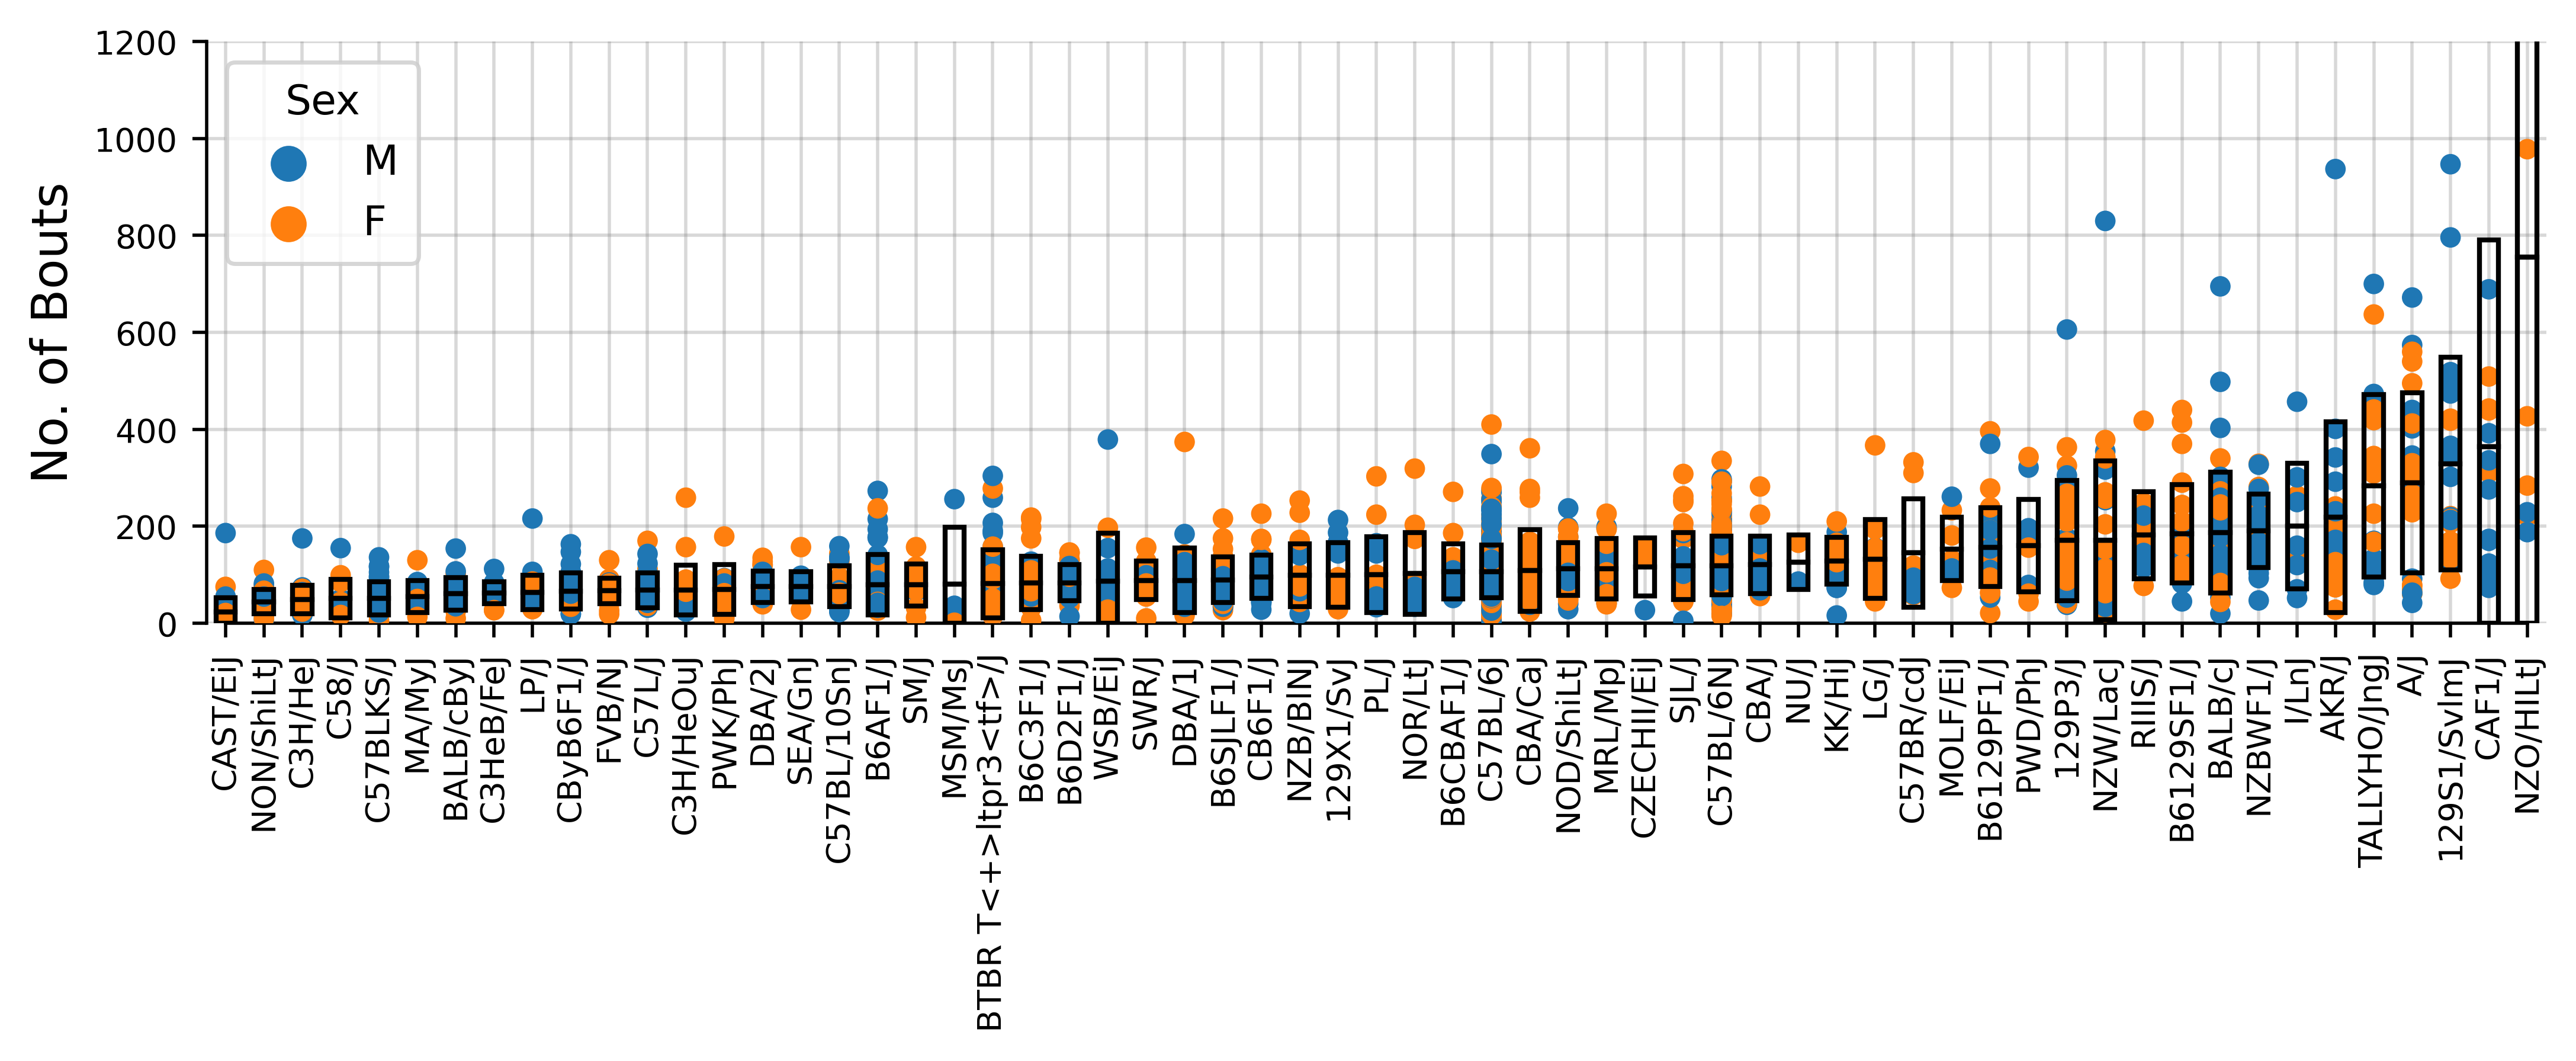 No. of Bouts
1200
1000
800
600
400
200
0
Sex
M
F
CAST/EiJ
NON/ShiLtJ
C3H/HeJ
C58/J
C57BLKS/J
MA/MyJ
BALB/cByJ
C3HeB/FeJ
LP/J
CByB6F1/J
FVB/NJ
C57L/J
C3H/HeOuJ
PWK/PhJ
DBA/2J
SEA/GnJ
C57BL/10SnJ
B6AF1/J
SM/J
MSM/MsJ
BTBR T<+>ltpr3<tf>/J
B6C3F1/J
B6D2F1/J
WSB/EiJ
SWR/J
DBA/1J
B6SJLF1/J
CB6F1/J
NZB/BlNJ
129X1/SvJ
PL/J
NOR/LtJ
B6CBAF1/J
C57BL/6J
CBA/CaJ
NOD/ShiLtJ
MRL/MpJ
CZECHII/EiJ
SJL/J
C57BL/6NJ
CBA/J
NU/J
KK/HiJ
LG/J
C57BR/cdJ
MOLF/EiJ
B6129PF1/J
PWD/PhJ
129P3/J
NZW/LacJ
RIIIS/J
B6129SF1/J
BALB/cJ
NZBWF1/J
I/LnJ
AKR/J
TALLYHO/JngJ
A/J
129S1/SvImJ
CAF1/J
NZO/HlLtJ